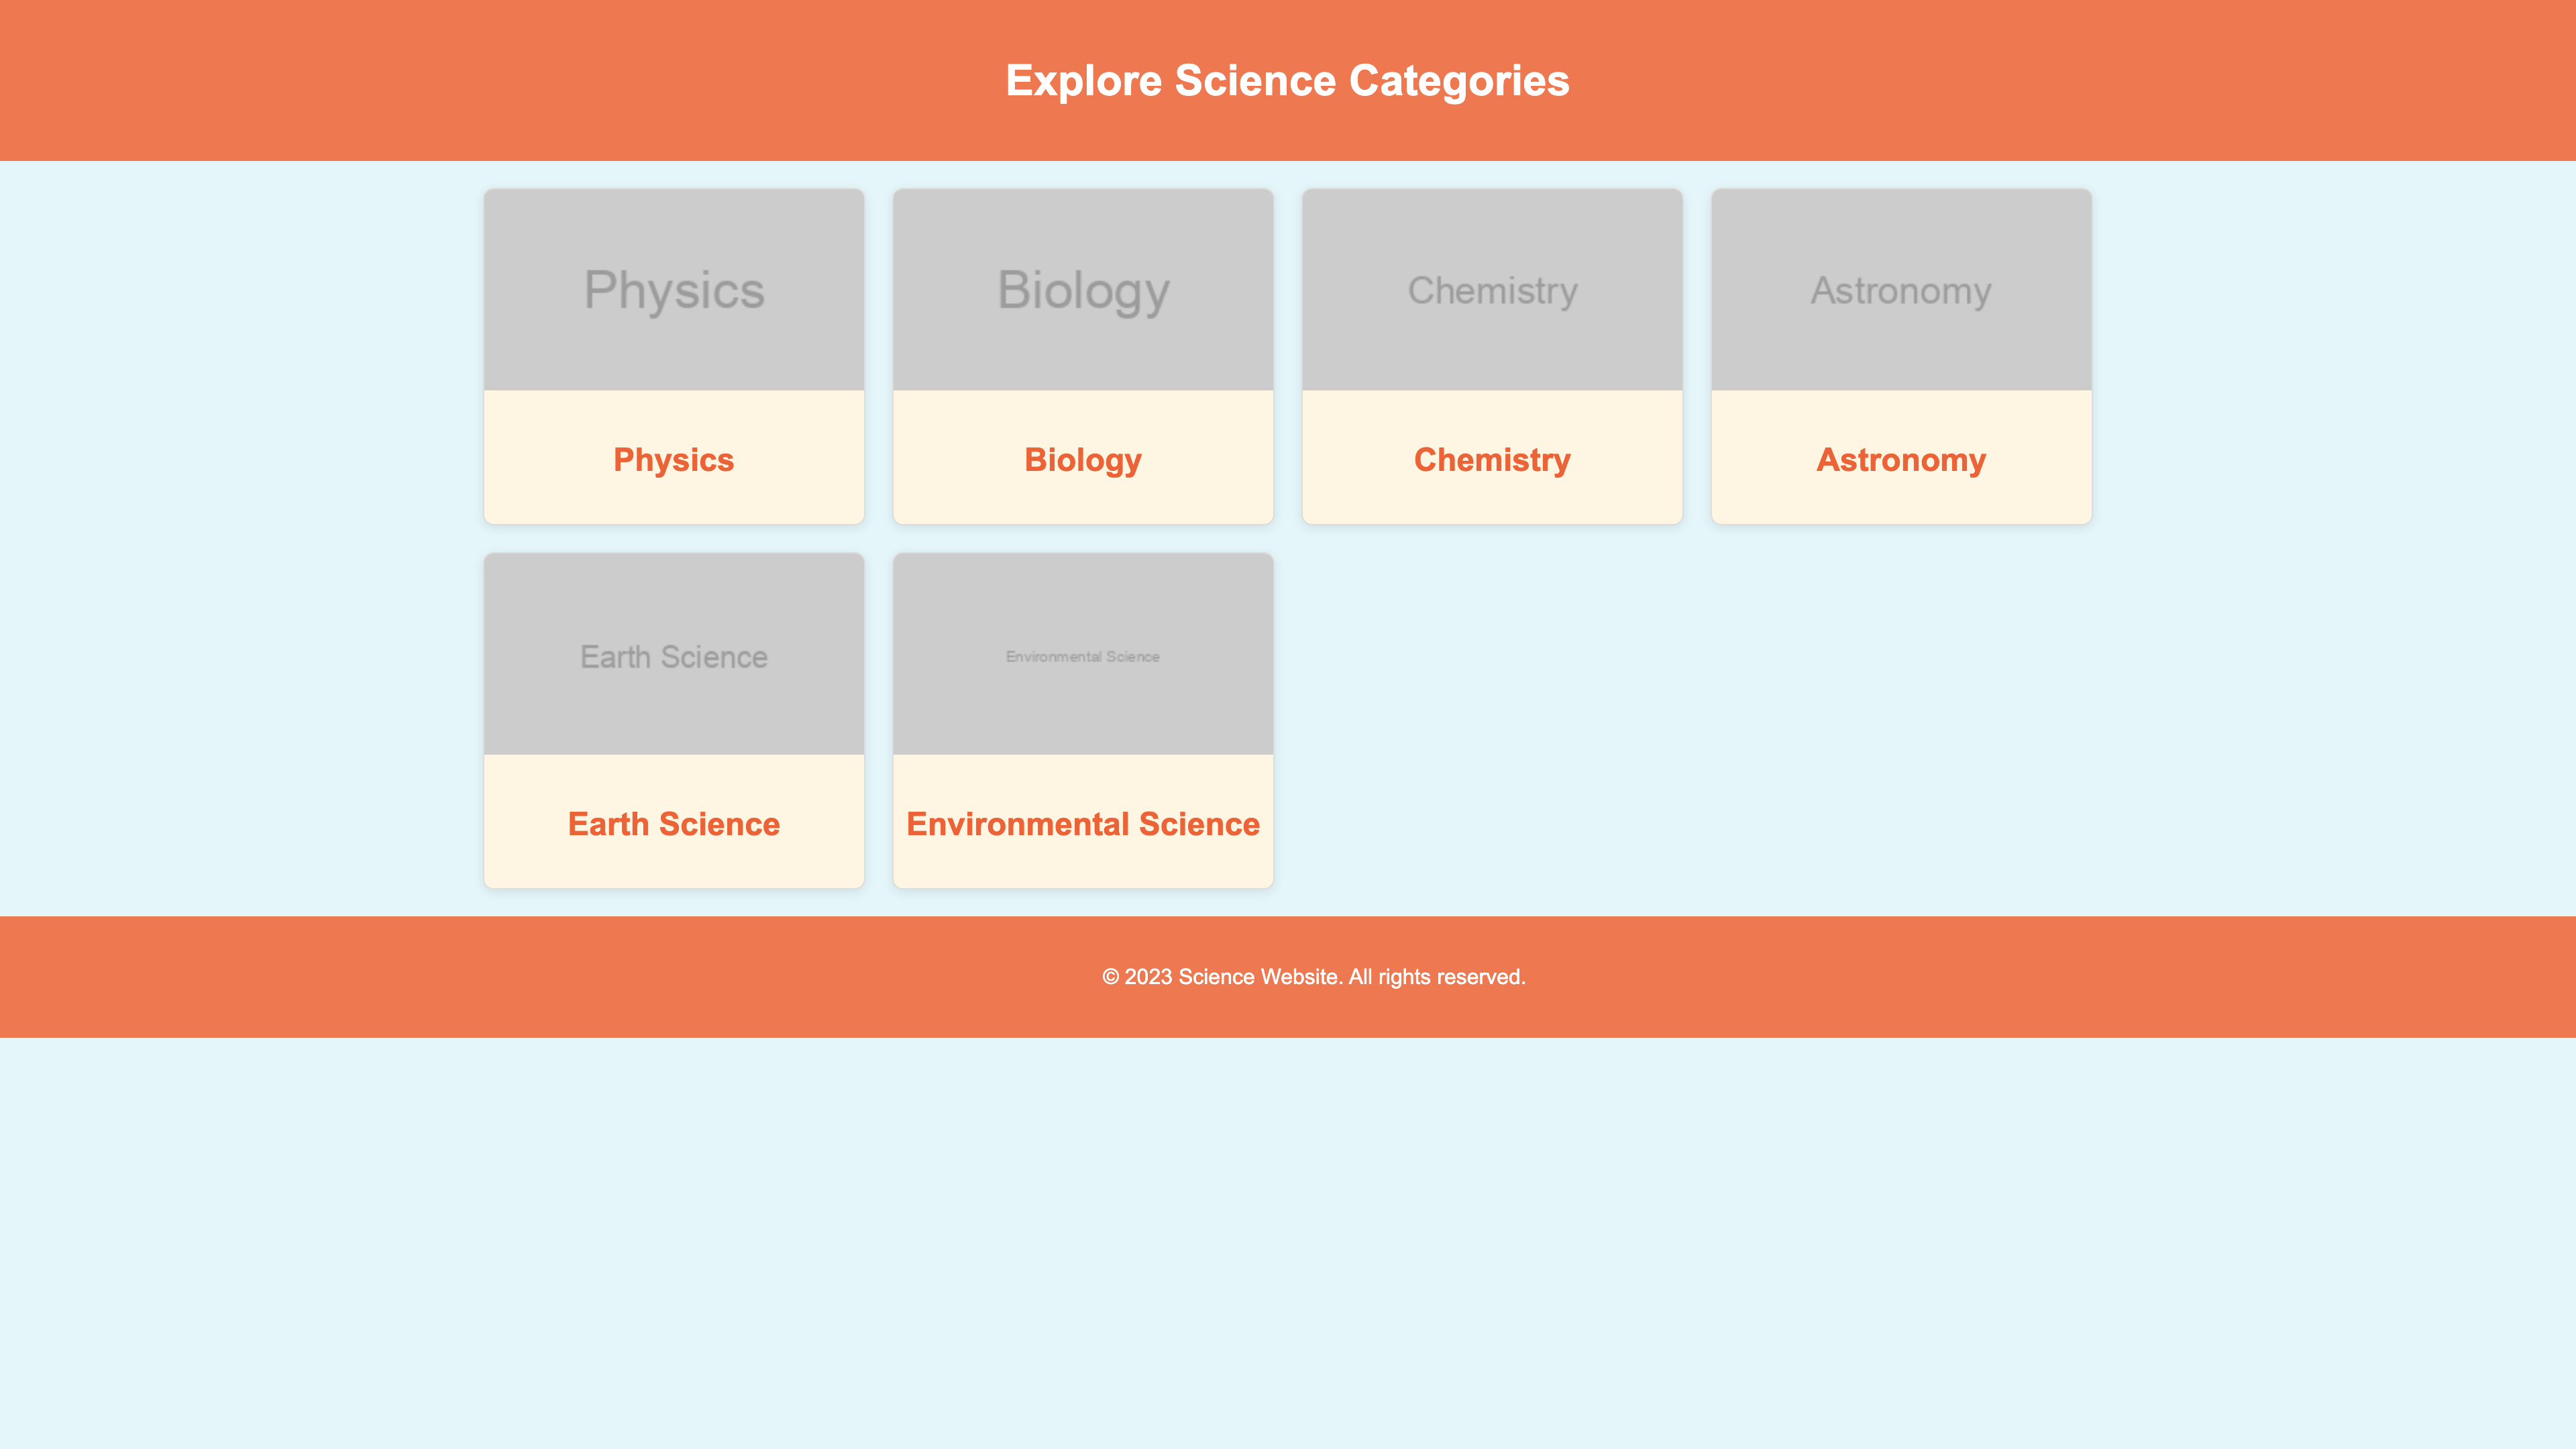 Explore Science Categories
Physics
Biology
Chemistry
Astronomy
Physics
Biology
Chemistry
Astronomy
Earth Science
Environmental Science
Earth Science
Environmental Science
© 2023 Science Website. All rights reserved.